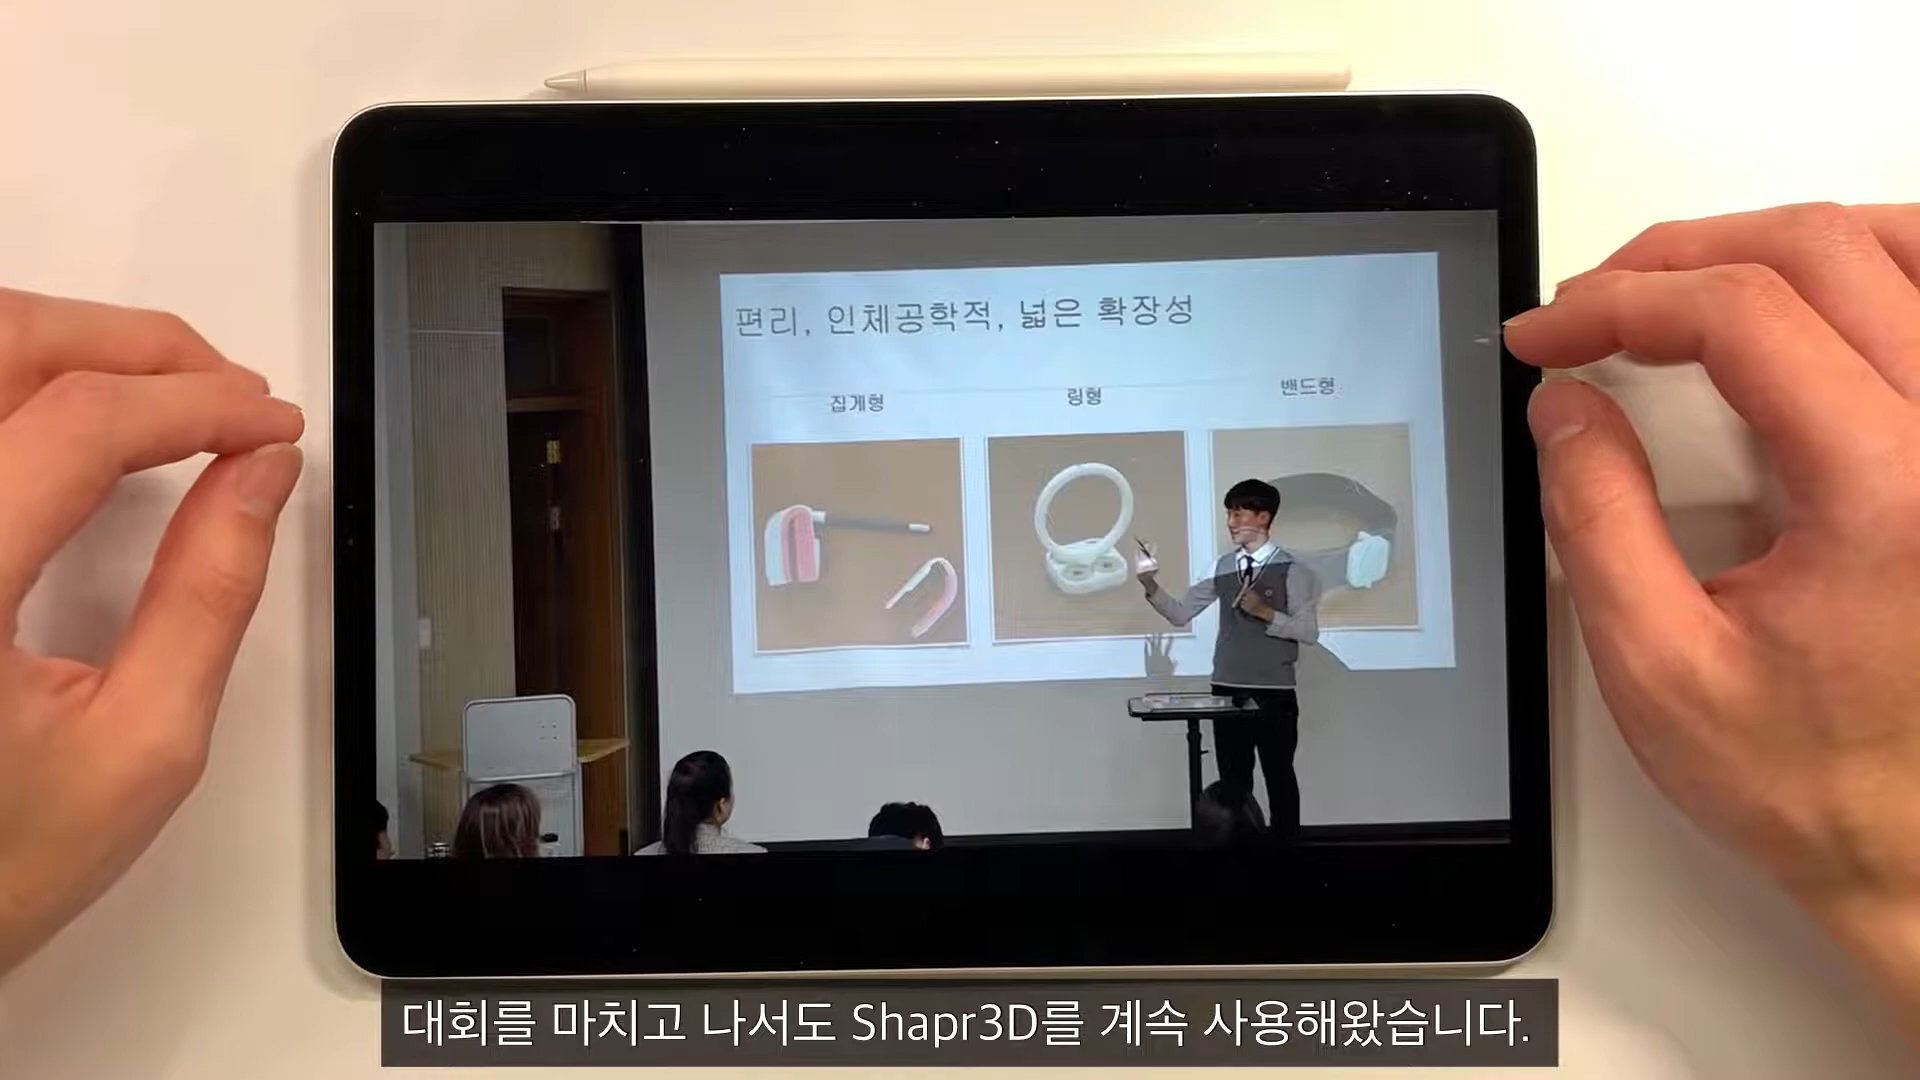 편리, 인체공학적, 넓은 확장성
집게형
링형
밴드형
대회를 마치고 나서도 Shapr3D를 계속 사용해왔습니다.